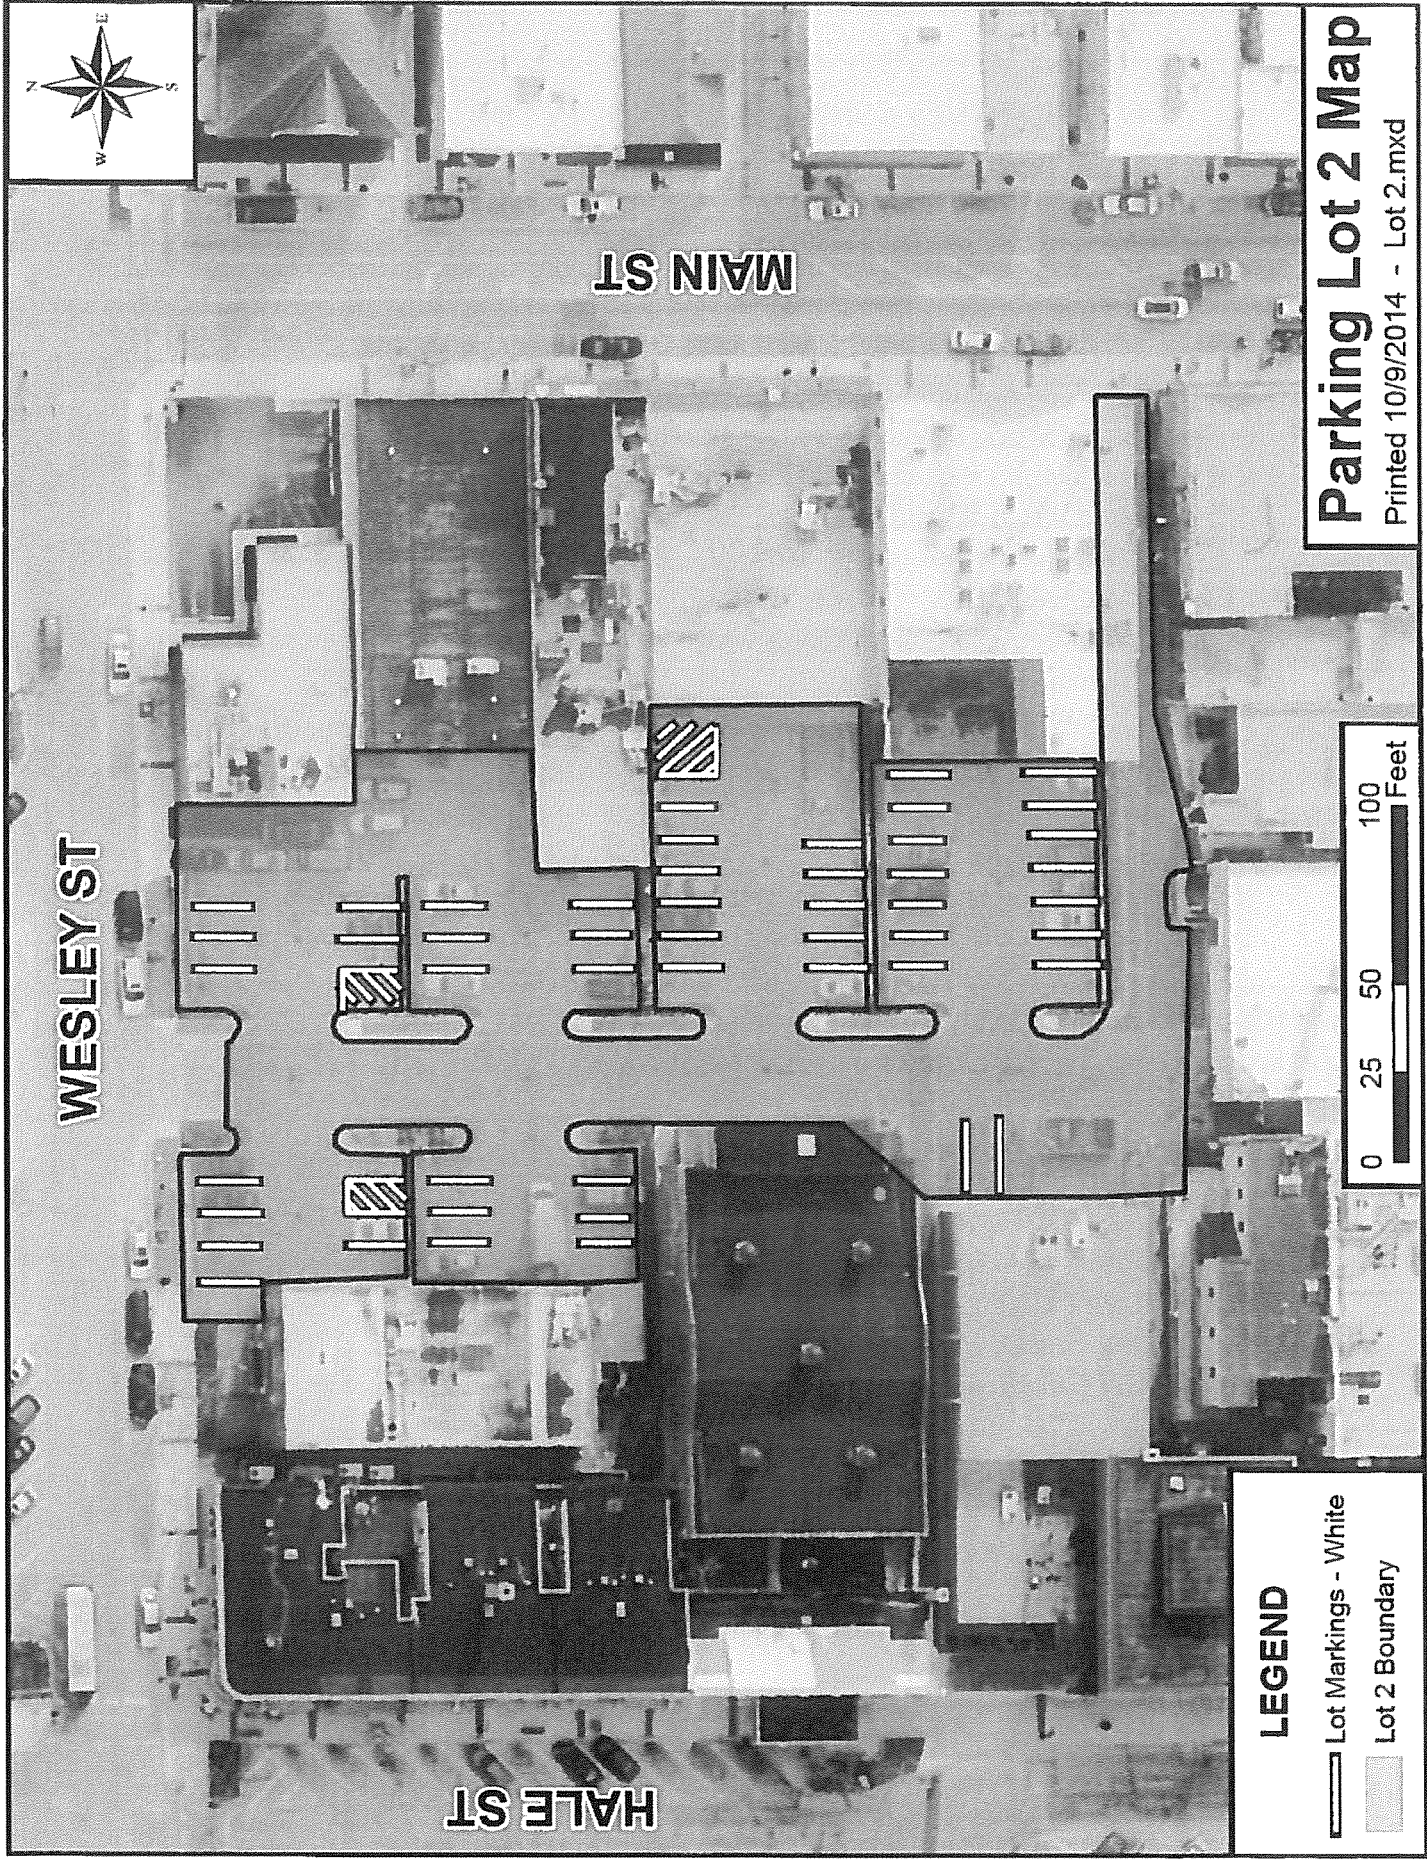 N
W E
S
WESLEY ST
MAIN ST
HALE ST
LEGEND
Lot Markings - White
Lot 2 Boundary
0 25 50 100
Feet
Parking Lot 2 Map
Printed 10/9/2014 - Lot 2.mxd